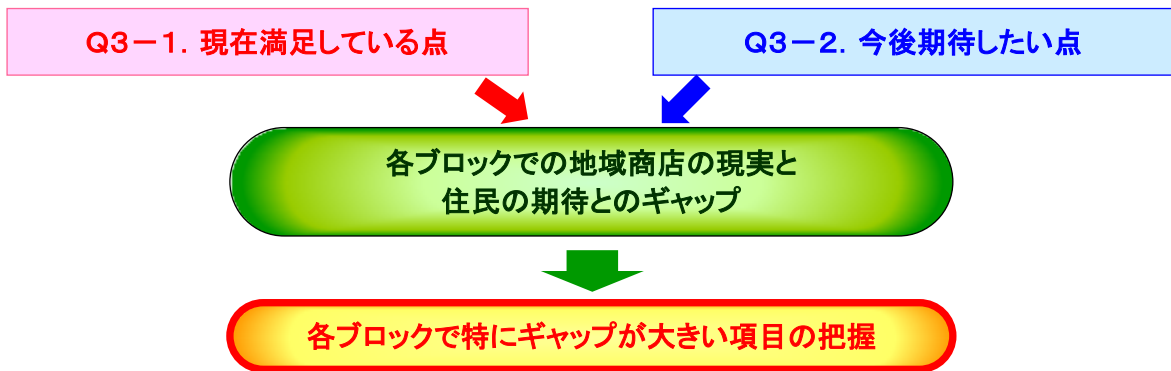 Q3－1．現在満足している点
Q3－2．今後期待したい点
各ブロックでの地域商店の現実と
住民の期待とのギャップ
各ブロックで特にギャップが大きい項目の把握